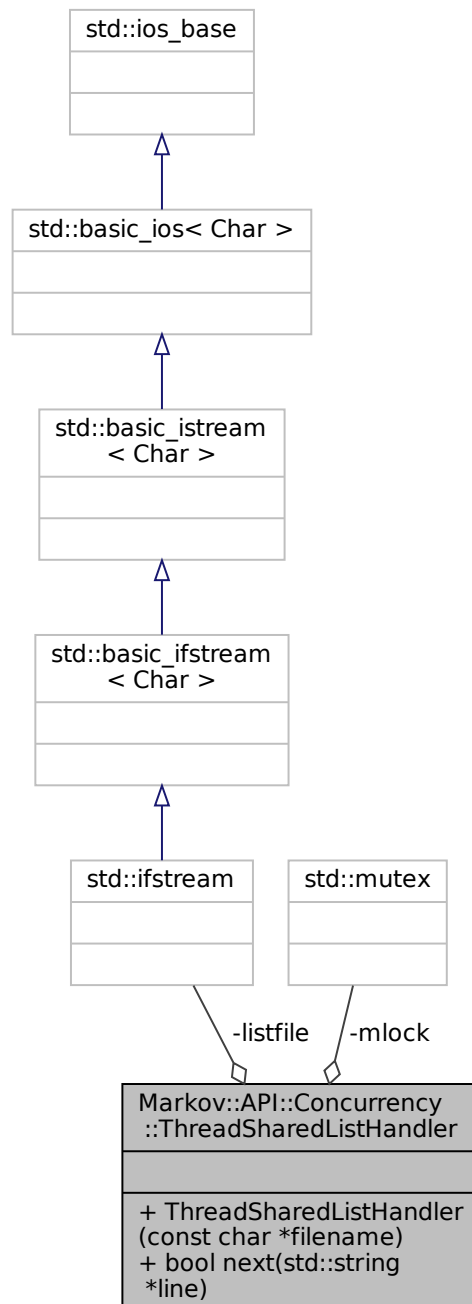 std::ios_base
std::basic_ios< Char >
std::basic_istream
< Char >
std::basic_ifstream
< Char >
std::ifstream
std::mutex
-listfile
-mlock
Markov::API::Concurrency
::ThreadSharedListHandler
+ ThreadSharedListHandler
(const char *filename)
+ bool next(std::string
*line)